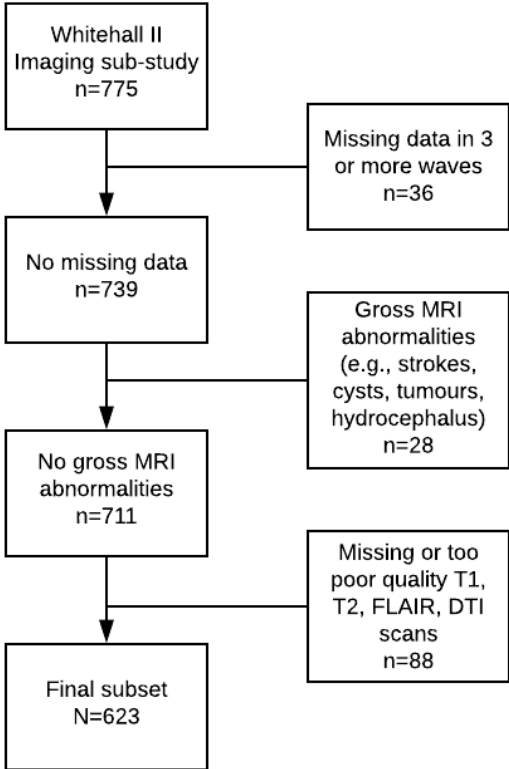 Whitehall II
Imaging sub-study
n=775
Missing data in 3
or more waves
n=36
No missing data
n=739
Gross MRI
abnormalities
(e.g., strokes,
cysts, tumours,
hydrocephalus)
n=28
No gross MRI
abnormalities
n=711
Missing or too
poor quality T1,
T2, FLAIR, DTI
scans
n=88
Final subset
N=623